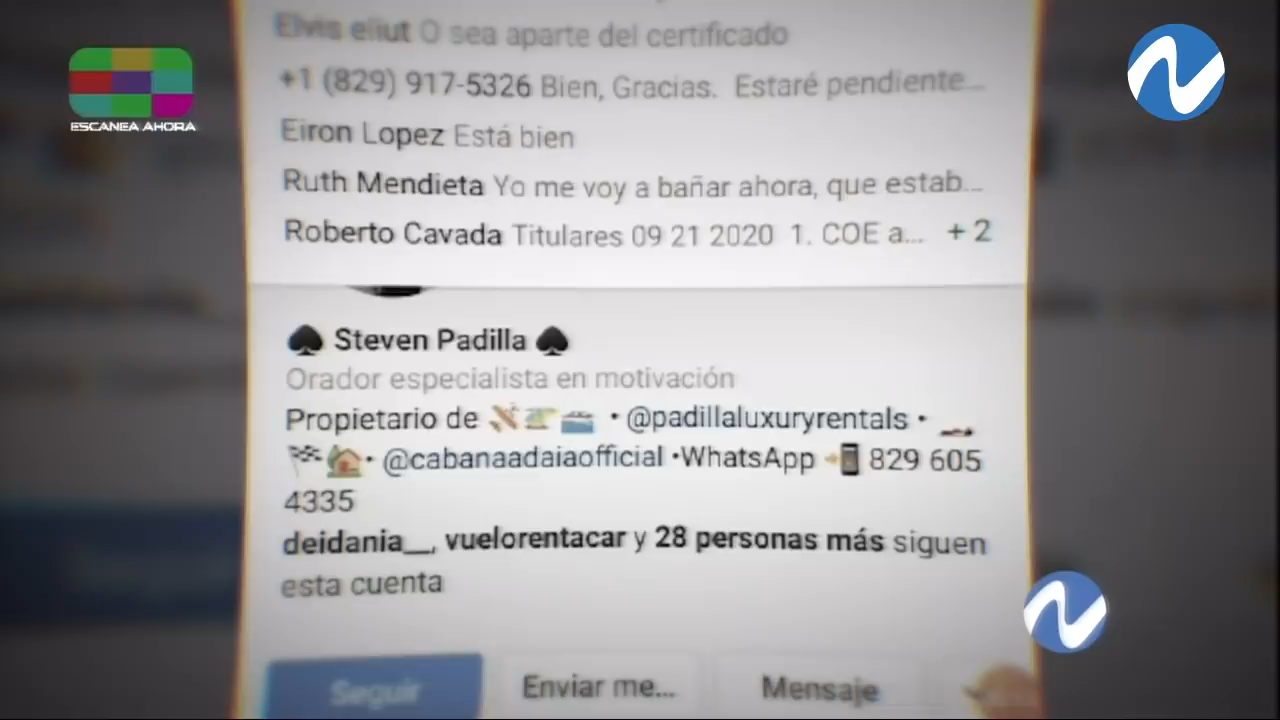 Elvis eliut O sea aparte del certificado
ESCANEA AHORA
+1 (829) 917-5326 Bien, Gracias. Estaré pendiente...
Eiron Lopez Está bien
Ruth Mendieta Yo me voy a bañar ahora, que estab...
Roberto Cavada Titulares 09 21 2020 1. COE a... + 2
♠ Steven Padilla ♠
Orador especialista en motivación
Propietario de • @padillaluxuryrentals •
• @cabanaadaiaofficial •WhatsApp 829 605
4335
deidania__, vuelorentacar y 28 personas más siguen
esta cuenta
Seguir
Enviar me...
Mensaje